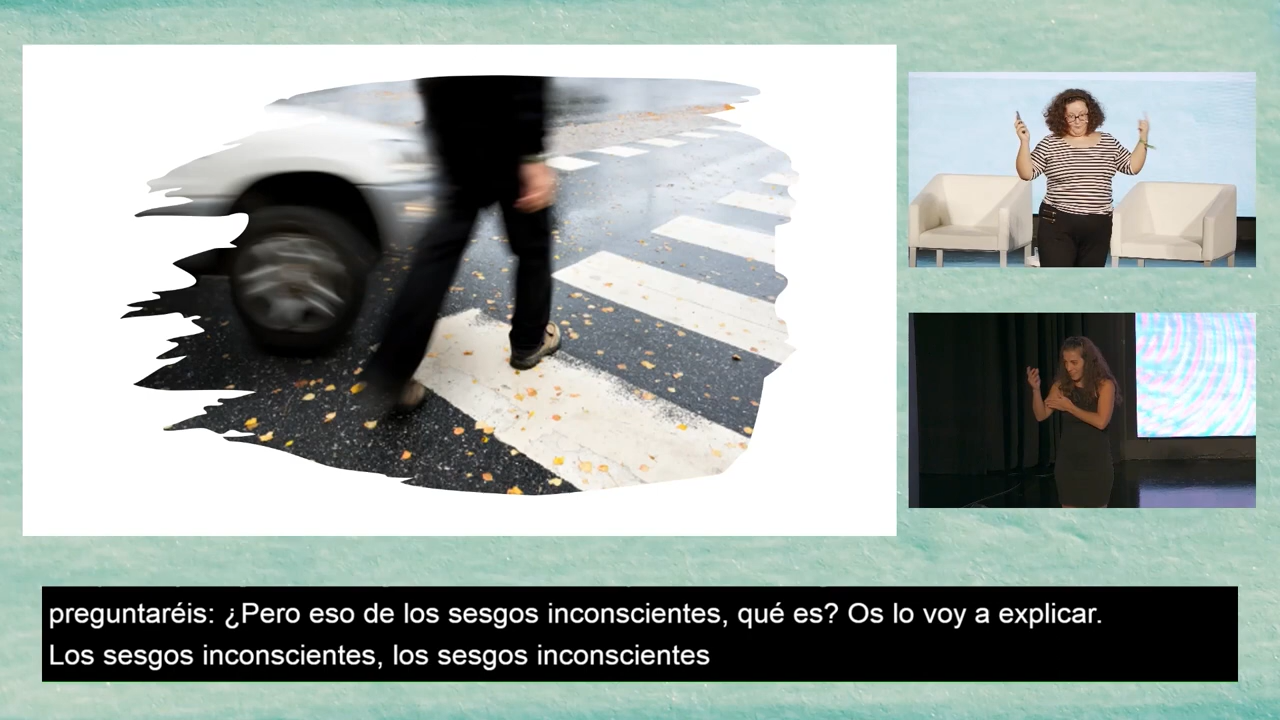 preguntaréis: ¿Pero eso de los sesgos inconscientes, qué es? Os lo voy a explicar.
Los sesgos inconscientes, los sesgos inconscientes